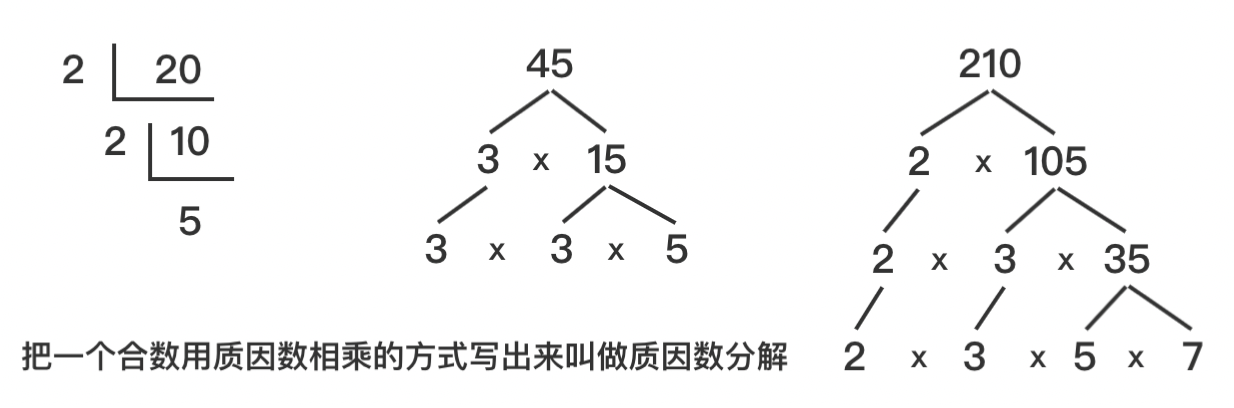 2 20
2 10
5
45
3 x 15
3 x 3 x 5
210
2 x 105
2 x 3 x 35
2 x 3 x 5 x 7
把一个合数用质因数相乘的方式写出来叫做质因数分解